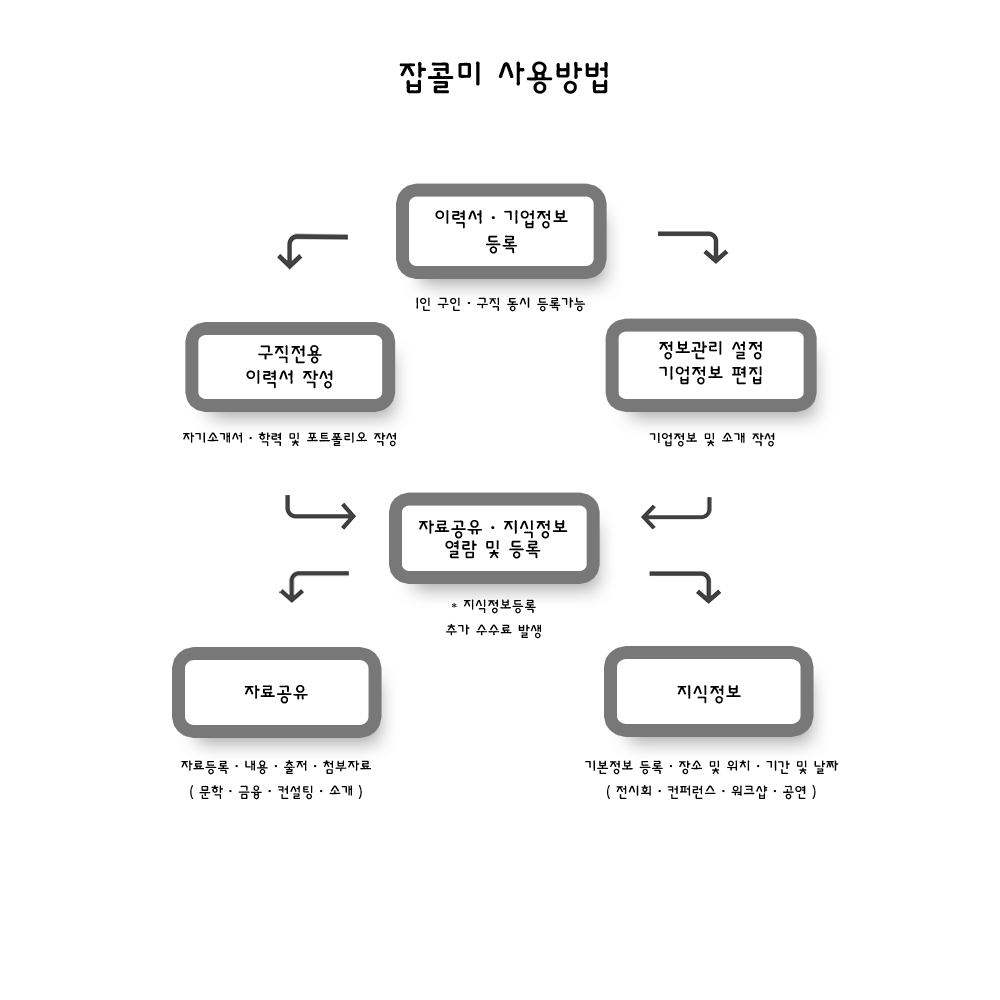 잡콜미 사용방법
이력서 · 기업정보
등록
1인 구인 · 구직 동시 등록가능
구직전용
이력서 작성
자기소개서 · 학력 및 포트폴리오 작성
정보관리 설정
기업정보 편집
기업정보 및 소개 작성
자료공유 · 지식정보
열람 및 등록
* 지식정보등록
추가 수수료 발생
자료공유
자료등록 · 내용 · 출저 · 첨부자료
( 문학 · 금융 · 컨설팅 · 소개 )
지식정보
기본정보 등록 · 장소 및 위치 · 기간 및 날짜
( 전시회 · 컨퍼런스 · 워크샵 · 공연 )